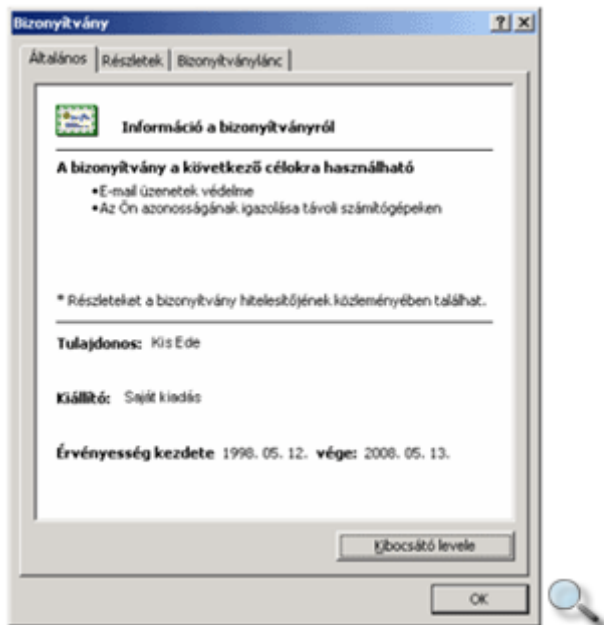 Bizonyítvány
Általános Részletek Bizonyítványlánc
Információ a bizonyítványról
A bizonyítvány a következő célokra használható
•E-mail üzenetek védelme
•Az Ön azonosságának igazolása távoli számítógépeken
* Részleteket a bizonyítvány hitelesítőjének közleményében találhat.
Tulajdonos: Kis Ede
Kiállító: Saját kiadás
Érvényesség kezdete 1998. 05. 12. vége: 2008. 05. 13.
Kibocsátó levele
OK